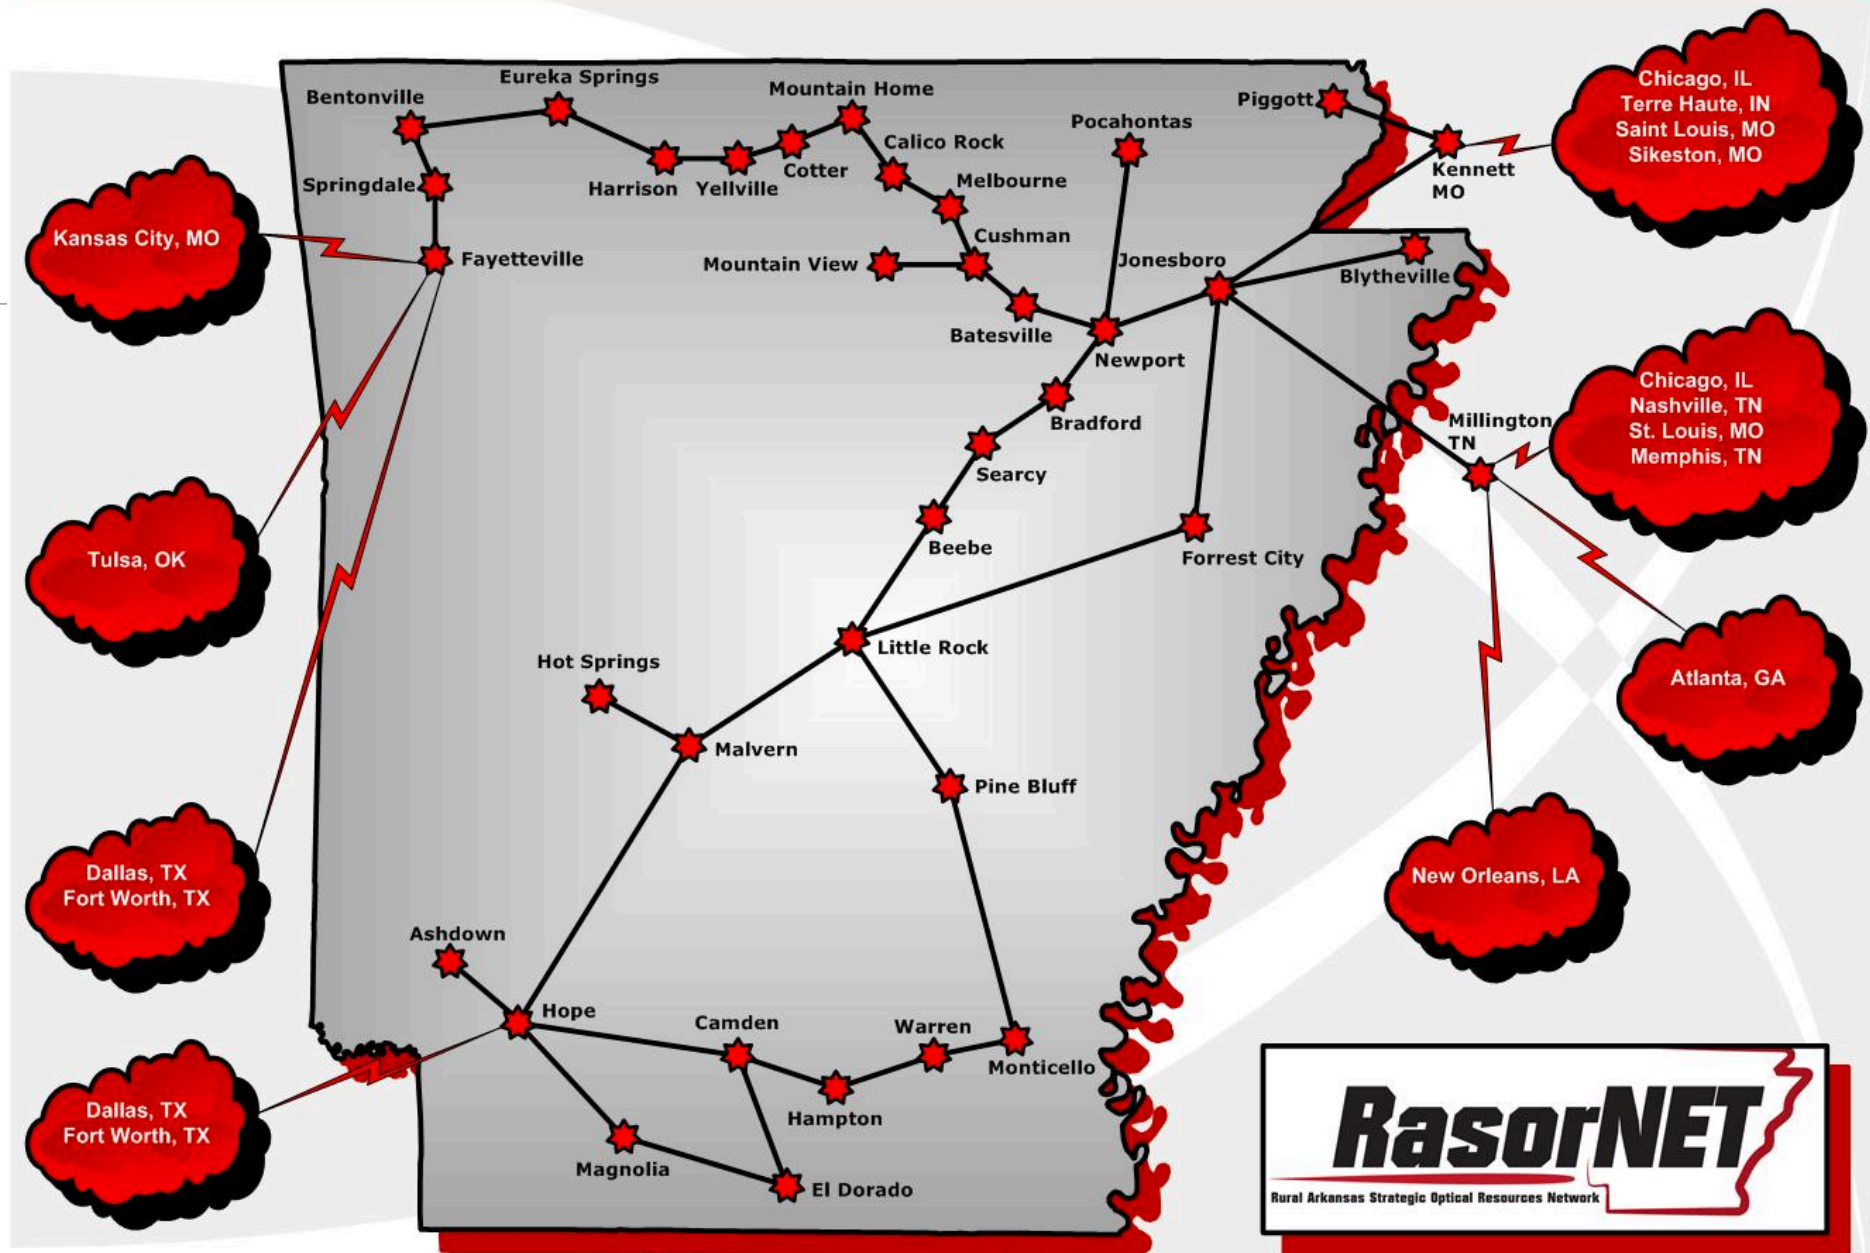 Eureka Springs
Bentonville
Mountain Home
Piggott
Pocahontas
Calico Rock
Springdale
Harrison
Yellville
Cotter
Melbourne
Kennett
MO
Cushman
Fayetteville
Mountain View
Jonesboro
Blytheville
Batesville
Newport
Bradford
Millington
TN
Searcy
Beebe
Forrest City
Little Rock
Hot Springs
Malvern
Pine Bluff
Ashdown
Hope
Camden
Warren
Monticello
Hampton
Magnolia
El Dorado
Kansas City, MO
Tulsa, OK
Dallas, TX
Fort Worth, TX
Dallas, TX
Fort Worth, TX
Chicago, IL
Terre Haute, IN
Saint Louis, MO
Sikeston, MO
Chicago, IL
Nashville, TN
St. Louis, MO
Memphis, TN
Atlanta, GA
New Orleans, LA
RasorNET
Rural Arkansas Strategic Optical Resources Network